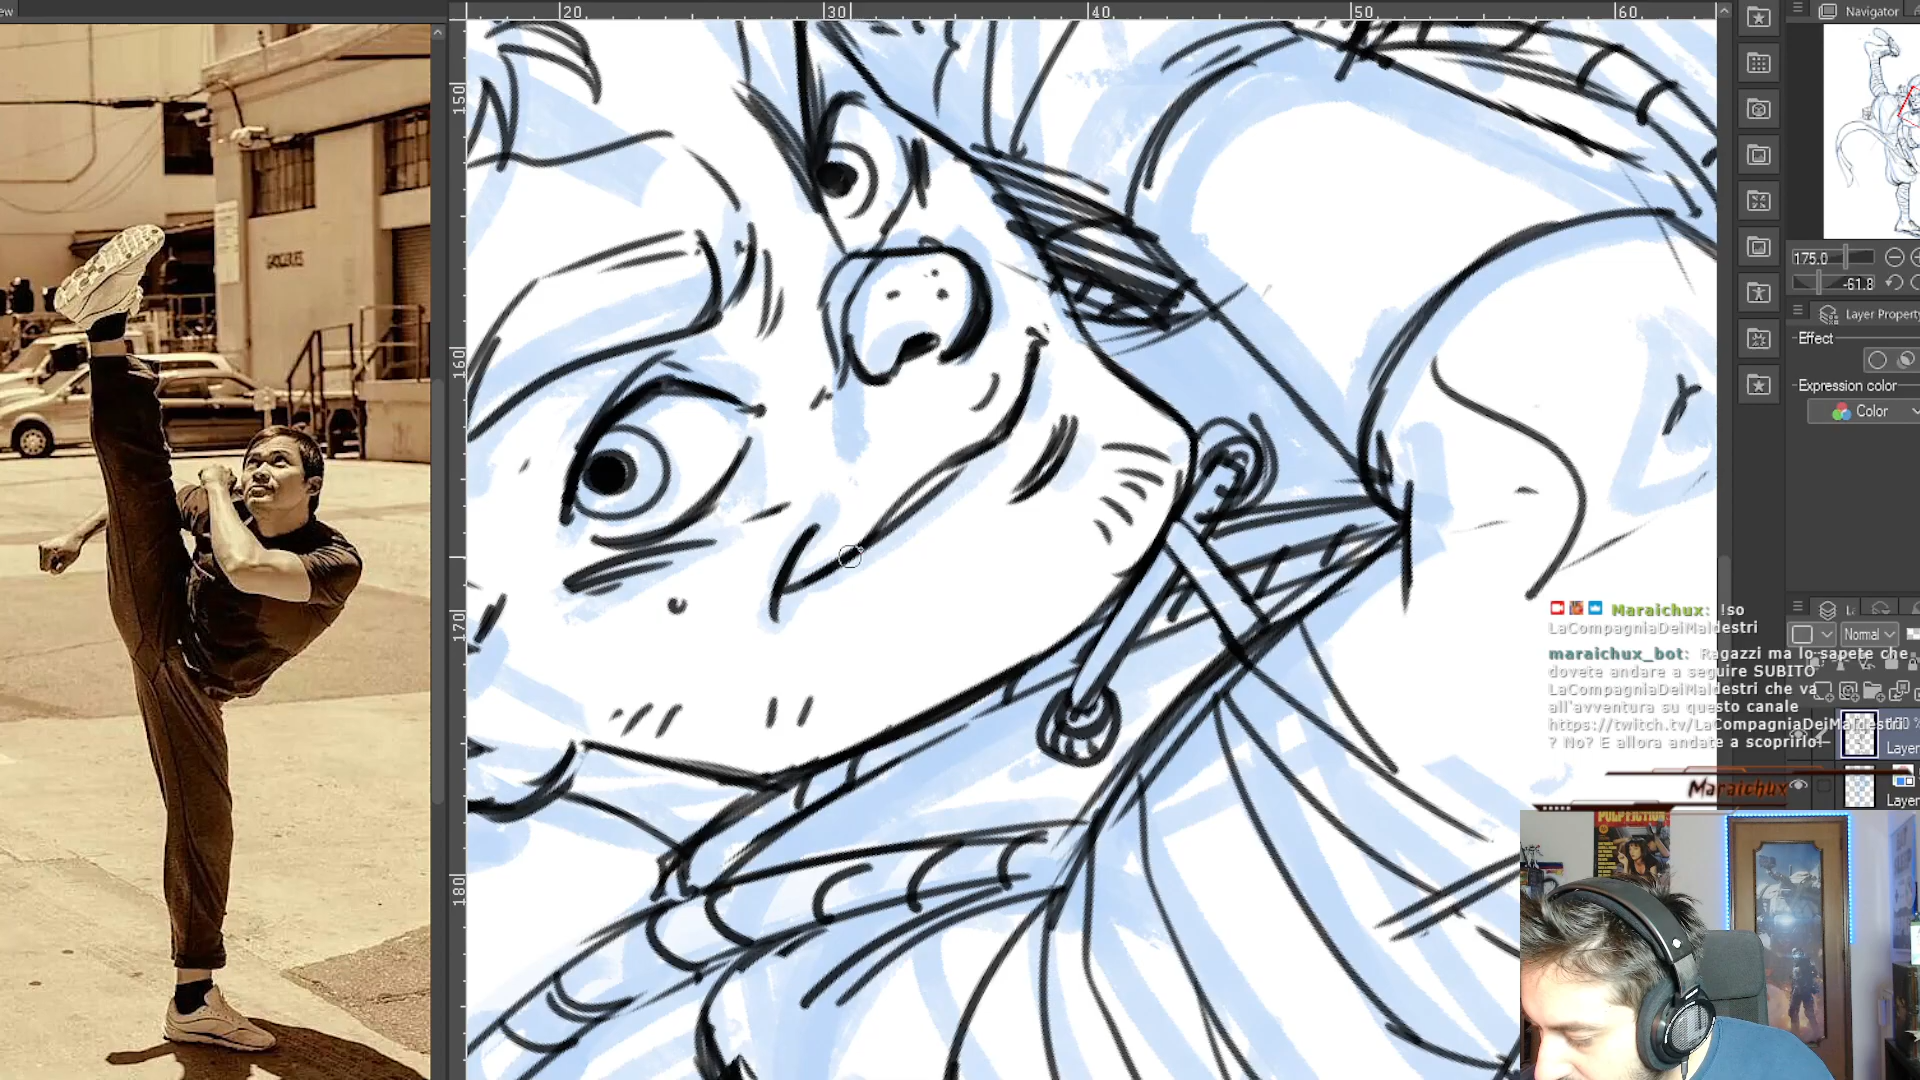 ew
20
30
40
50
60
150
160
170
180
Navigator
175.0
-61.8
Layer Property
Effect
Expression color
Color
Normal
Maraichux: !so
LaCompagniaDeiMaldestri
maraichux_bot: Ragazzi ma lo sapete che
dovete andare a seguire SUBITO
LaCompagniaDeiMaldestri che va
all'avventura su questo canale
https://twitch.tv/LaCompagniaDeiMaldestri
? No? E allora andate a scoprirlo!
Layer
Maraichux
Layer
PULP FICTION